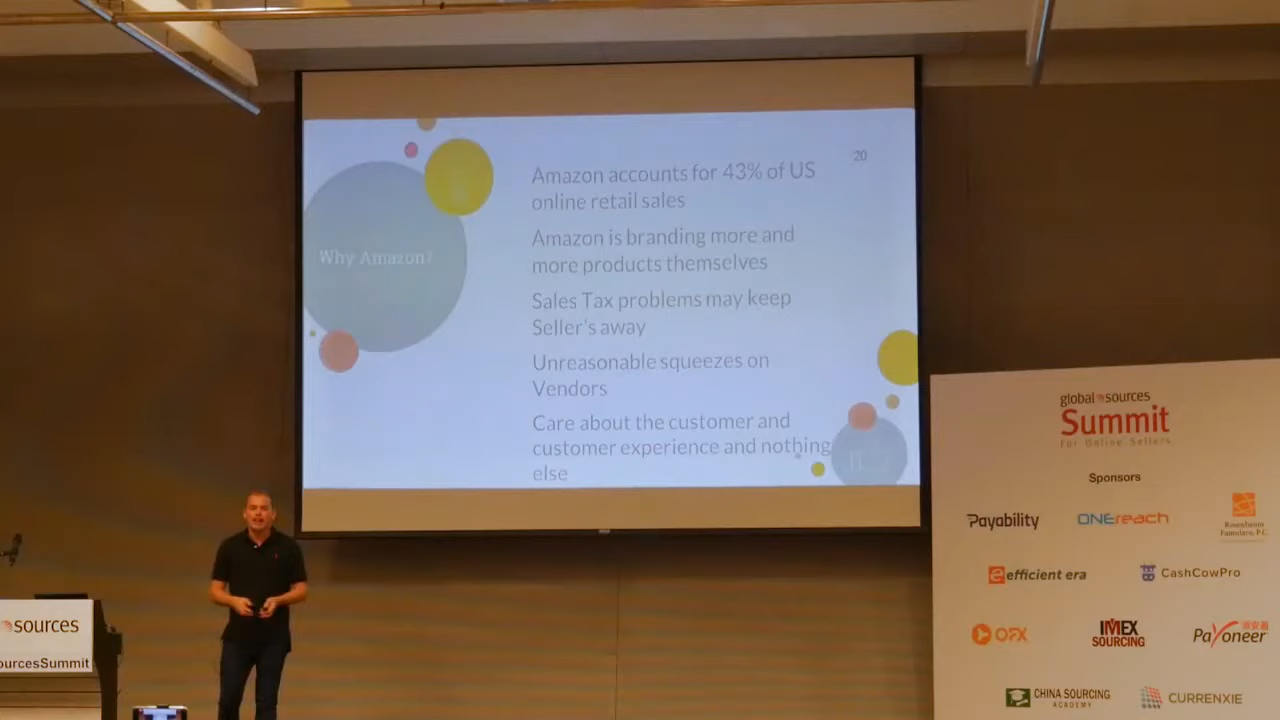 20
Why Amazon?
Amazon accounts for 43% of US
online retail sales
Amazon is branding more and
more products themselves
Sales Tax problems may keep
Seller's away
Unreasonable squeezes on
Vendors
Care about the customer and
customer experience and nothing
else
global sources
Summit
For Online Sellers
Sponsors
Payability
ONEreach
Rosenbaum
Famularo, P.C.
efficient era
CashCowPro
OFX
IMEX
SOURCING
Payoneer
CHINA SOURCING
ACADEMY
CURRENXIE
sources
ourcesSummit